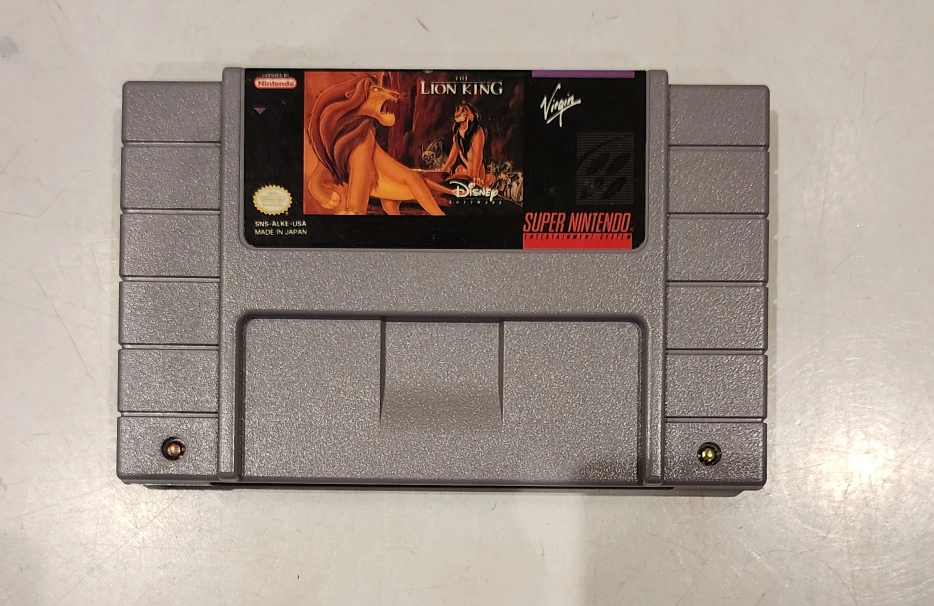 LICENSED BY
Nintendo
THE
LION KING
Virgin
DISNEY
SOFTWARE
SNS-ALKE-USA
MADE IN JAPAN
SUPER NINTENDO
ENTERTAINMENT SYSTEM